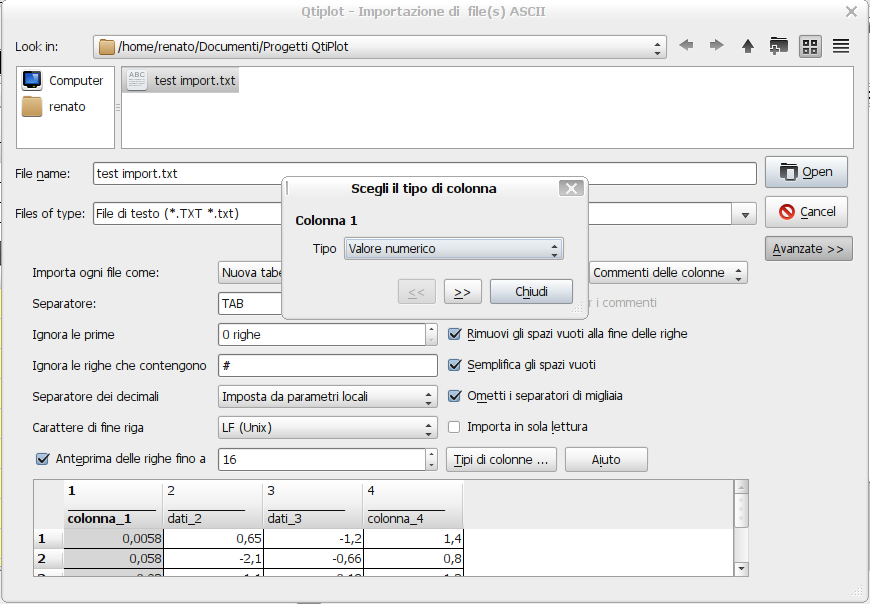 Qtiplot - Importazione di file(s) ASCII
Look in: /home/renato/Documenti/Progetti QtiPlot
Computer
renato
ABC test import.txt
File name: test import.txt Open
Files of type: File di testo (*.TXT *.txt) Cancel
Avanzate >>
Scegli il tipo di colonna
Colonna 1
Tipo Valore numerico
<< >> Chiudi
Importa ogni file come: Nuova tabe Commenti delle colonne
Separatore: TAB i commenti
Ignora le prime 0 righe Rimuovi gli spazi vuoti alla fine delle righe
Ignora le righe che contengono # Semplifica gli spazi vuoti
Separatore dei decimali Imposta da parametri locali Ometti i separatori di migliaia
Carattere di fine riga LF (Unix) Importa in sola lettura
Anteprima delle righe fino a 16 Tipi di colonne ... Aiuto
1 2 3 4
colonna_1 dati_2 dati_3 colonna_4
1 0,0058 0,65 -1,2 1,4
2 0,058 -2,1 -0,66 0,8